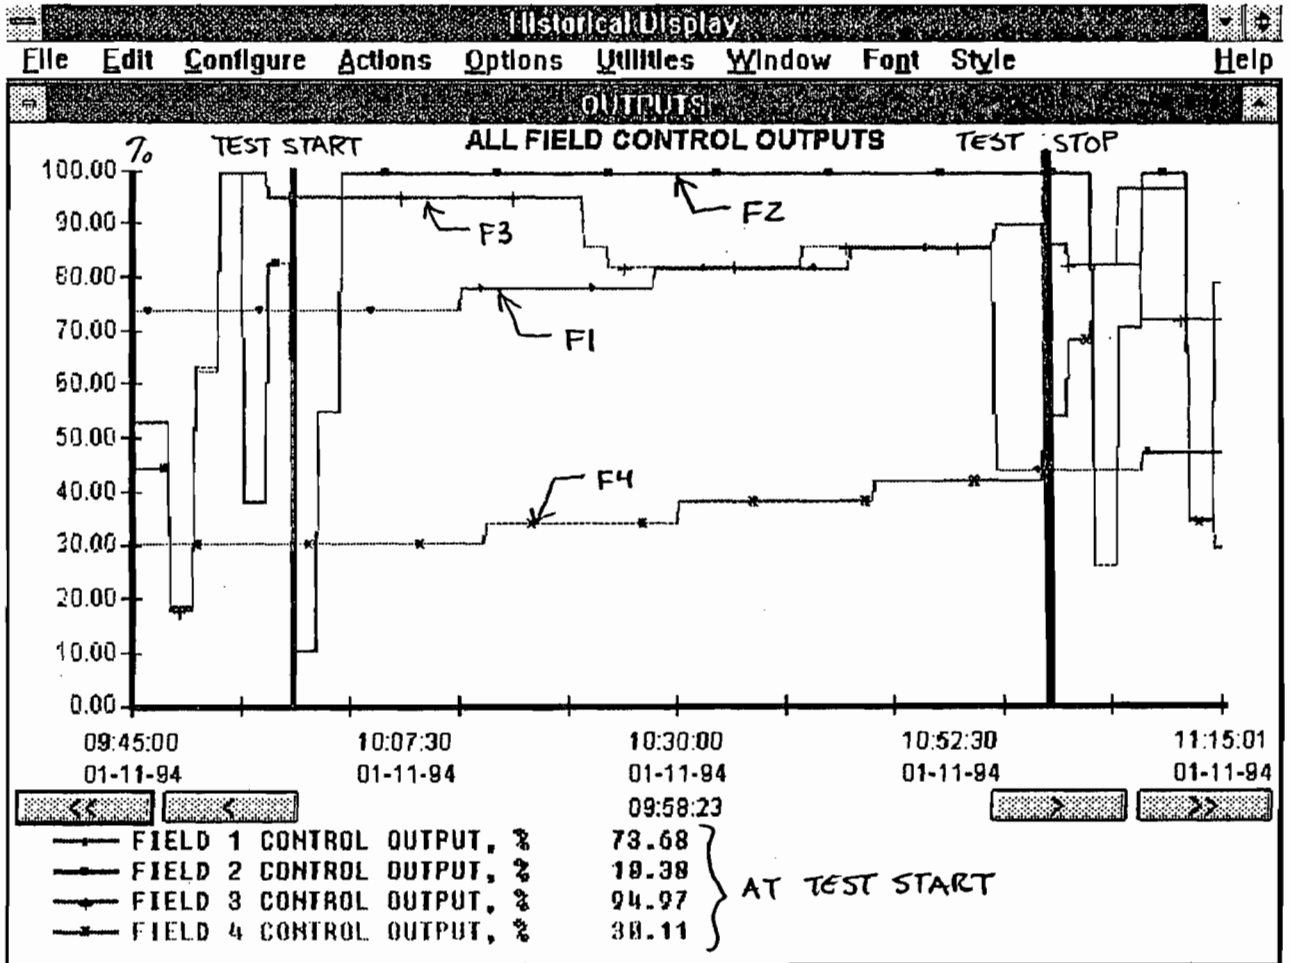 Historical Display
File Edit Configure Actions Options Utilities Window Font Style Help
OUTPUTS
% TEST START ALL FIELD CONTROL OUTPUTS TEST STOP
100.00
90.00
80.00
70.00
60.00
50.00
40.00
30.00
20.00
10.00
0.00
F2
F3
F1
F4
09:45:00 10:07:30 10:30:00 10:52:30 11:15:01
01-11-94 01-11-94 01-11-94 01-11-94 01-11-94
<< < 09:58:23 > >>
FIELD 1 CONTROL OUTPUT, % 73.68
FIELD 2 CONTROL OUTPUT, % 10.38
FIELD 3 CONTROL OUTPUT, % 94.97
FIELD 4 CONTROL OUTPUT, % 30.11
AT TEST START